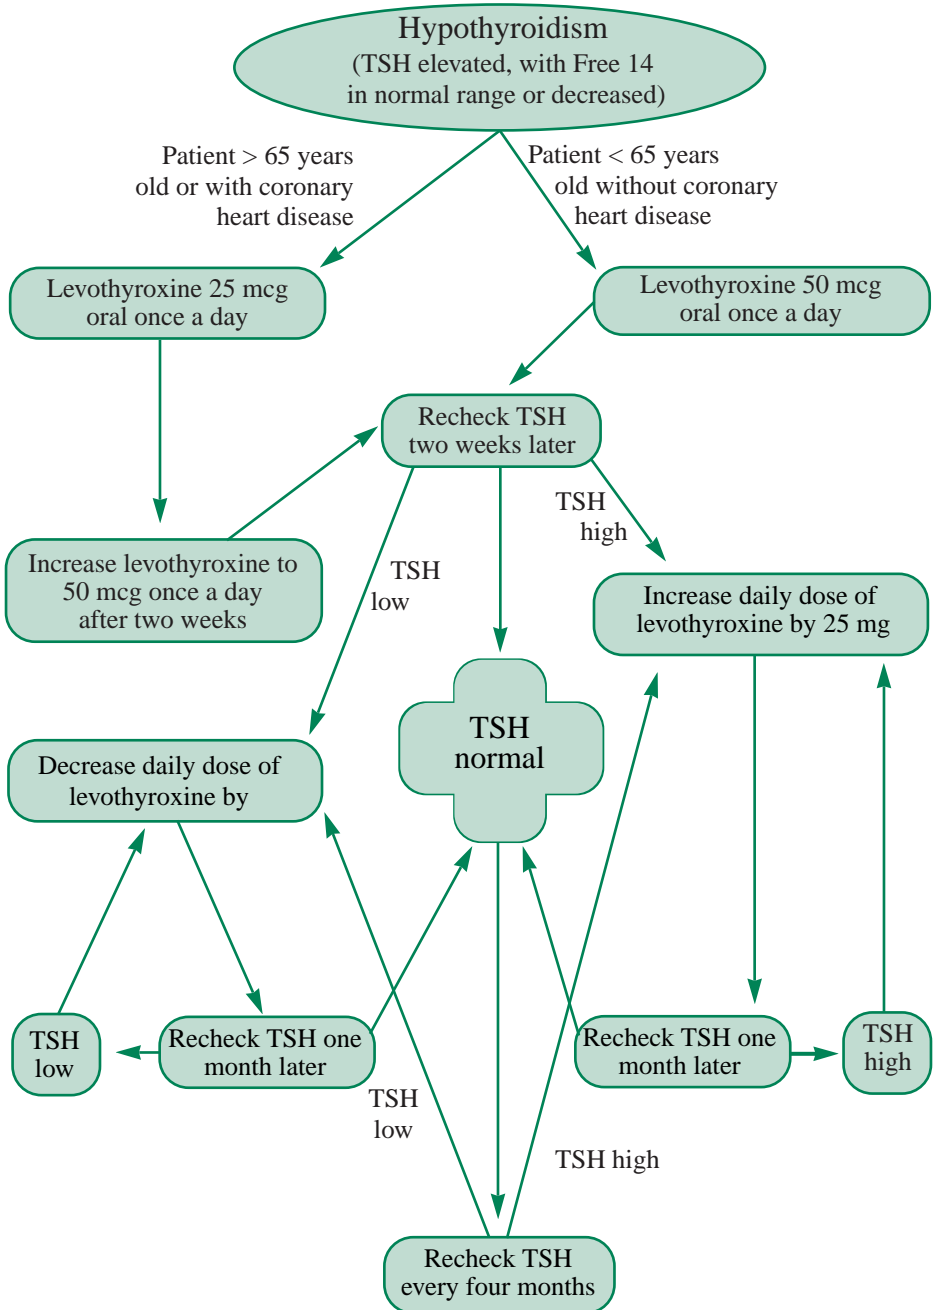 Hypothyroidism
(TSH elevated, with Free 14
in normal range or decreased)
Patient > 65 years
old or with coronary
heart disease
Patient < 65 years
old without coronary
heart disease
Levothyroxine 25 mcg
oral once a day
Levothyroxine 50 mcg
oral once a day
Recheck TSH
two weeks later
TSH
high
Increase levothyroxine to
50 mcg once a day
after two weeks
TSH
low
Increase daily dose of
levothyroxine by 25 mg
TSH
normal
Decrease daily dose of
levothyroxine by
TSH
low
Recheck TSH one
month later
Recheck TSH one
month later
TSH
high
TSH
low
TSH high
Recheck TSH
every four months